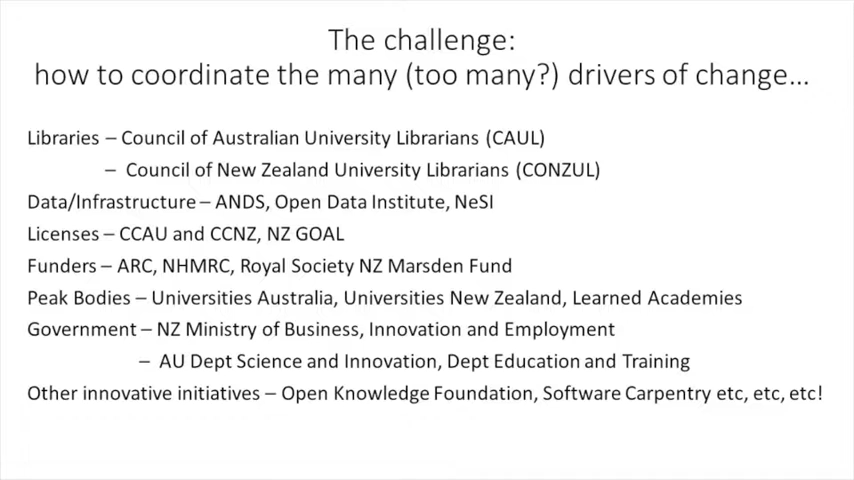 The challenge:
how to coordinate the many (too many?) drivers of change...
Libraries – Council of Australian University Librarians (CAUL)
– Council of New Zealand University Librarians (CONZUL)
Data/Infrastructure – ANDS, Open Data Institute, NeSI
Licenses – CCAU and CCNZ, NZ GOAL
Funders – ARC, NHMRC, Royal Society NZ Marsden Fund
Peak Bodies – Universities Australia, Universities New Zealand, Learned Academies
Government – NZ Ministry of Business, Innovation and Employment
– AU Dept Science and Innovation, Dept Education and Training
Other innovative initiatives – Open Knowledge Foundation, Software Carpentry etc, etc, etc!